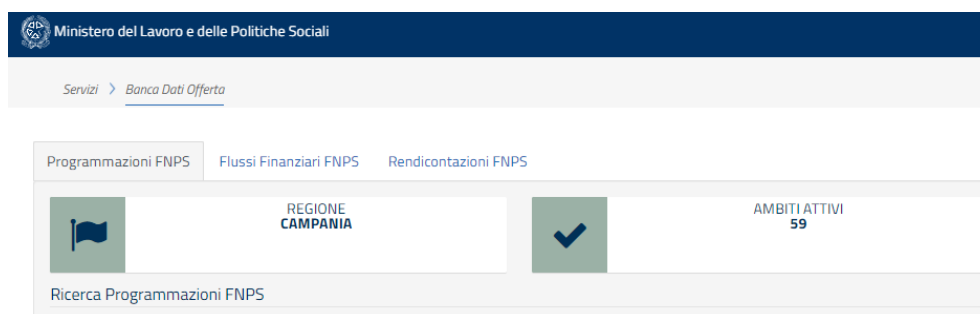 Ministero del Lavoro e delle Politiche Sociali
Servizi > Banca Dati Offerta
Programmazioni FNPS Flussi Finanziari FNPS Rendicontazioni FNPS
REGIONE
CAMPANIA
AMBITI ATTIVI
59
Ricerca Programmazioni FNPS